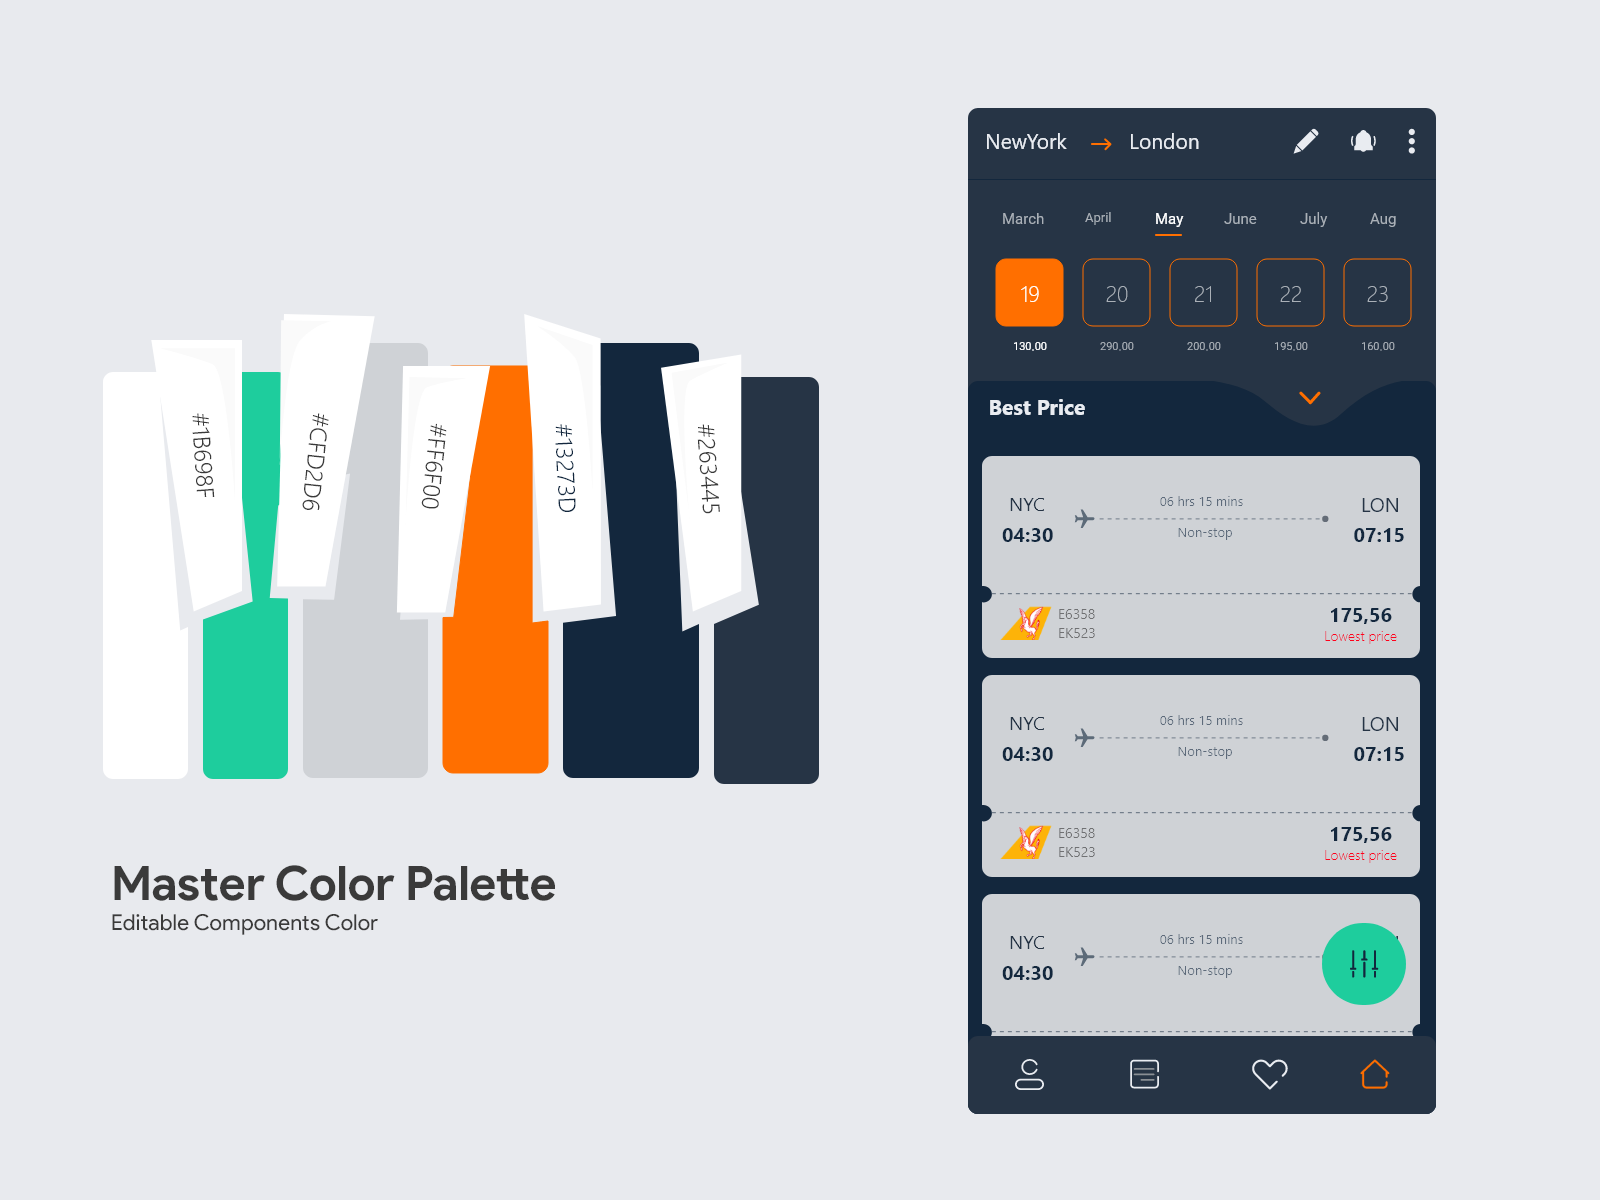 #1B698F
#CFD2D6
#FF6F00
#13273D
#263445
Master Color Palette
Editable Components Color
NewYork → London
March April May June July Aug
19 20 21 22 23
130,00 290,00 200,00 195,00 160,00
Best Price
NYC 06 hrs 15 mins LON
04:30 Non-stop 07:15
E6358 175,56
EK523 Lowest price
NYC 06 hrs 15 mins LON
04:30 Non-stop 07:15
E6358 175,56
EK523 Lowest price
NYC 06 hrs 15 mins
04:30 Non-stop